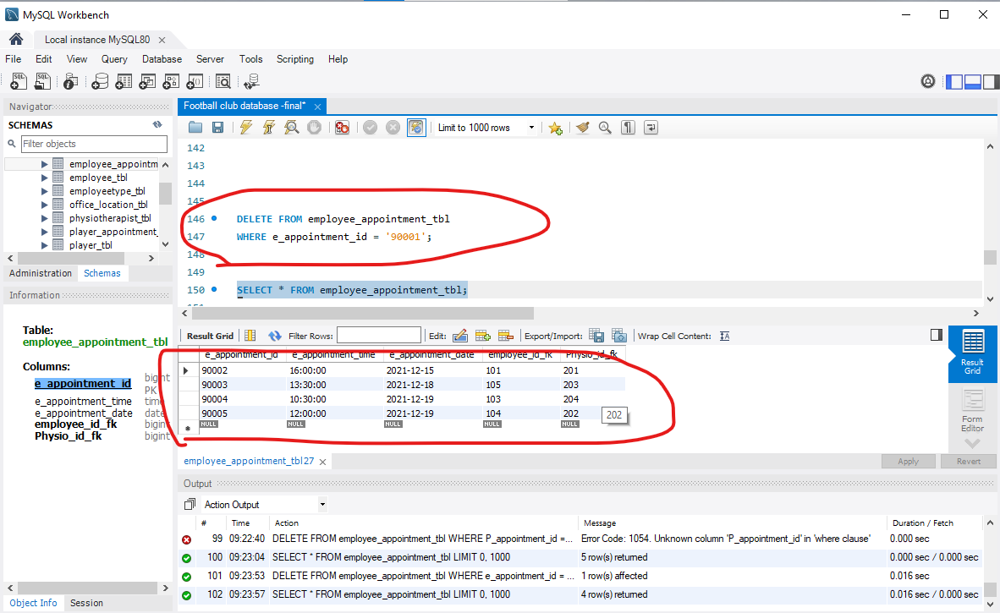 MySQL Workbench
Local instance MySQL80
File Edit View Query Database Server Tools Scripting Help
Navigator
SCHEMAS
Filter objects
employee_appointm
employee_tbl
employeetype_tbl
office_location_tbl
physiotherapist_tbl
player_appointment_
player_tbl
Administration Schemas
Information
Table:
employee_appointment_tbl
Columns:
e_appointment_id bigint PK
e_appointment_time time
e_appointment_date date
employee_id_fk bigint
Physio_id_fk bigint
Object Info Session
Football club database -final*
Limit to 1000 rows
142
143
144
145
146 DELETE FROM employee_appointment_tbl
147 WHERE e_appointment_id = '90001';
148
149
150 SELECT * FROM employee_appointment_tbl;
Result Grid Filter Rows: Edit: Export/Import: Wrap Cell Content: IA
e_appointment_id e_appointment_time e_appointment_date employee_id_fk Physio_id_fk
90002 16:00:00 2021-12-15 101 201
90003 13:30:00 2021-12-18 105 203
90004 10:30:00 2021-12-19 103 204
90005 12:00:00 2021-12-19 104 202
NULL NULL NULL NULL NULL
202
Result Grid
Form Editor
employee_appointment_tbl27
Apply Revert
Output
Action Output
# Time Action Message Duration / Fetch
99 09:22:40 DELETE FROM employee_appointment_tbl WHERE P_appointment_id =... Error Code: 1054. Unknown column 'P_appointment_id' in 'where clause' 0.000 sec
100 09:23:04 SELECT * FROM employee_appointment_tbl LIMIT 0, 1000 5 row(s) returned 0.000 sec / 0.000 sec
101 09:23:53 DELETE FROM employee_appointment_tbl WHERE e_appointment_id = ... 1 row(s) affected 0.016 sec
102 09:23:57 SELECT * FROM employee_appointment_tbl LIMIT 0, 1000 4 row(s) returned 0.016 sec / 0.000 sec